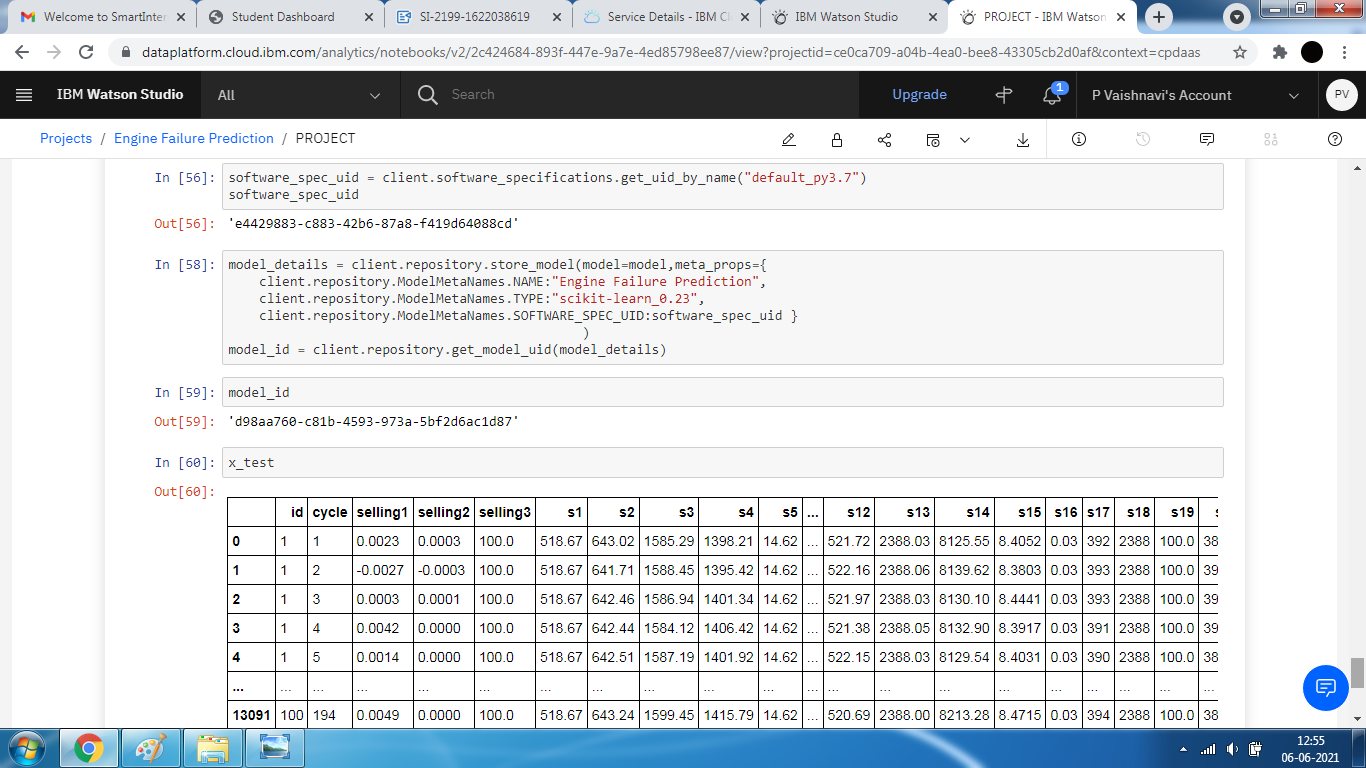 Welcome to SmartInter
Student Dashboard
SI-2199-1622038619
Service Details - IBM Cl
IBM Watson Studio
PROJECT - IBM Watson
dataplatform.cloud.ibm.com/analytics/notebooks/v2/2c424684-893f-447e-9a7e-4ed85798ee87/view?projectid=ce0ca709-a04b-4ea0-bee8-43305cb2d0af&context=cpdaas
IBM Watson Studio All Search Upgrade 1 P Vaishnavi's Account PV
Projects / Engine Failure Prediction / PROJECT
In [56]: software_spec_uid = client.software_specifications.get_uid_by_name("default_py3.7")
software_spec_uid
Out[56]: 'e4429883-c883-42b6-87a8-f419d64088cd'
In [58]: model_details = client.repository.store_model(model=model,meta_props={
client.repository.ModelMetaNames.NAME:"Engine Failure Prediction",
client.repository.ModelMetaNames.TYPE:"scikit-learn_0.23",
client.repository.ModelMetaNames.SOFTWARE_SPEC_UID:software_spec_uid }
)
model_id = client.repository.get_model_uid(model_details)
In [59]: model_id
Out[59]: 'd98aa760-c81b-4593-973a-5bf2d6ac1d87'
In [60]: x_test
Out[60]:
id cycle selling1 selling2 selling3 s1 s2 s3 s4 s5 ... s12 s13 s14 s15 s16 s17 s18 s19 s
0 1 1 0.0023 0.0003 100.0 518.67 643.02 1585.29 1398.21 14.62 ... 521.72 2388.03 8125.55 8.4052 0.03 392 2388 100.0 38
1 1 2 -0.0027 -0.0003 100.0 518.67 641.71 1588.45 1395.42 14.62 ... 522.16 2388.06 8139.62 8.3803 0.03 393 2388 100.0 39
2 1 3 0.0003 0.0001 100.0 518.67 642.46 1586.94 1401.34 14.62 ... 521.97 2388.03 8130.10 8.4441 0.03 393 2388 100.0 39
3 1 4 0.0042 0.0000 100.0 518.67 642.44 1584.12 1406.42 14.62 ... 521.38 2388.05 8132.90 8.3917 0.03 391 2388 100.0 39
4 1 5 0.0014 0.0000 100.0 518.67 642.51 1587.19 1401.92 14.62 ... 522.15 2388.03 8129.54 8.4031 0.03 390 2388 100.0 38
... ... ... ... ... ... ... ... ... ... ... ... ... ... ... ... ... ... ... ... ...
13091 100 194 0.0049 0.0000 100.0 518.67 643.24 1599.45 1415.79 14.62 ... 520.69 2388.00 8213.28 8.4715 0.03 394 2388 100.0 38
12:55
06-06-2021